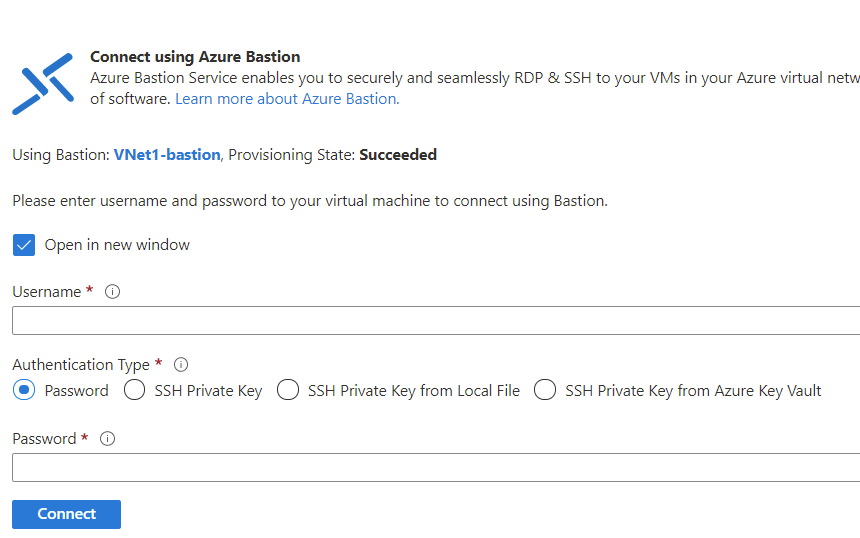 Connect using Azure Bastion
Azure Bastion Service enables you to securely and seamlessly RDP & SSH to your VMs in your Azure virtual netw
of software. Learn more about Azure Bastion.
Using Bastion: VNet1-bastion, Provisioning State: Succeeded
Please enter username and password to your virtual machine to connect using Bastion.
Open in new window
Username *
Authentication Type *
Password SSH Private Key SSH Private Key from Local File SSH Private Key from Azure Key Vault
Password *
Connect